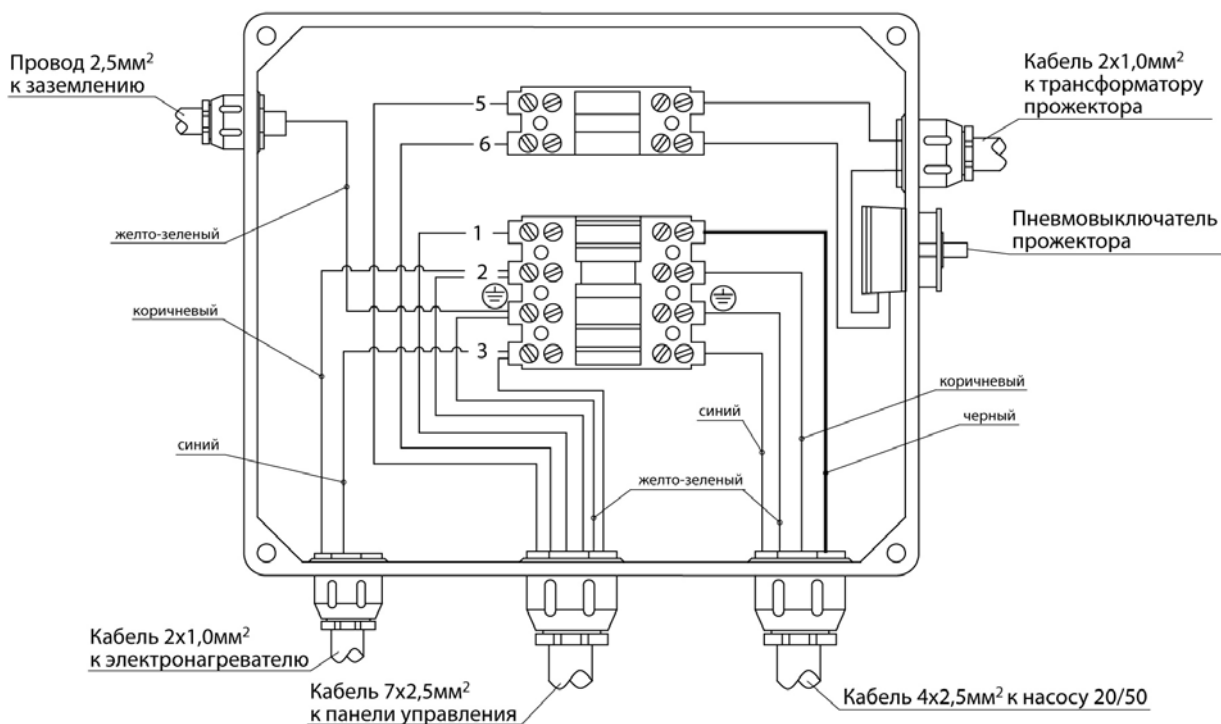 Провод 2,5мм²
к заземлению
Кабель 2х1,0мм²
к трансформатору
прожектора
5
6
желто-зеленый
1
2
3
Пневмовыключатель
прожектора
коричневый
коричневый
синий
черный
синий
желто-зеленый
Кабель 2х1,0мм²
к электронагревателю
Кабель 7х2,5мм²
к панели управления
Кабель 4х2,5мм² к насосу 20/50